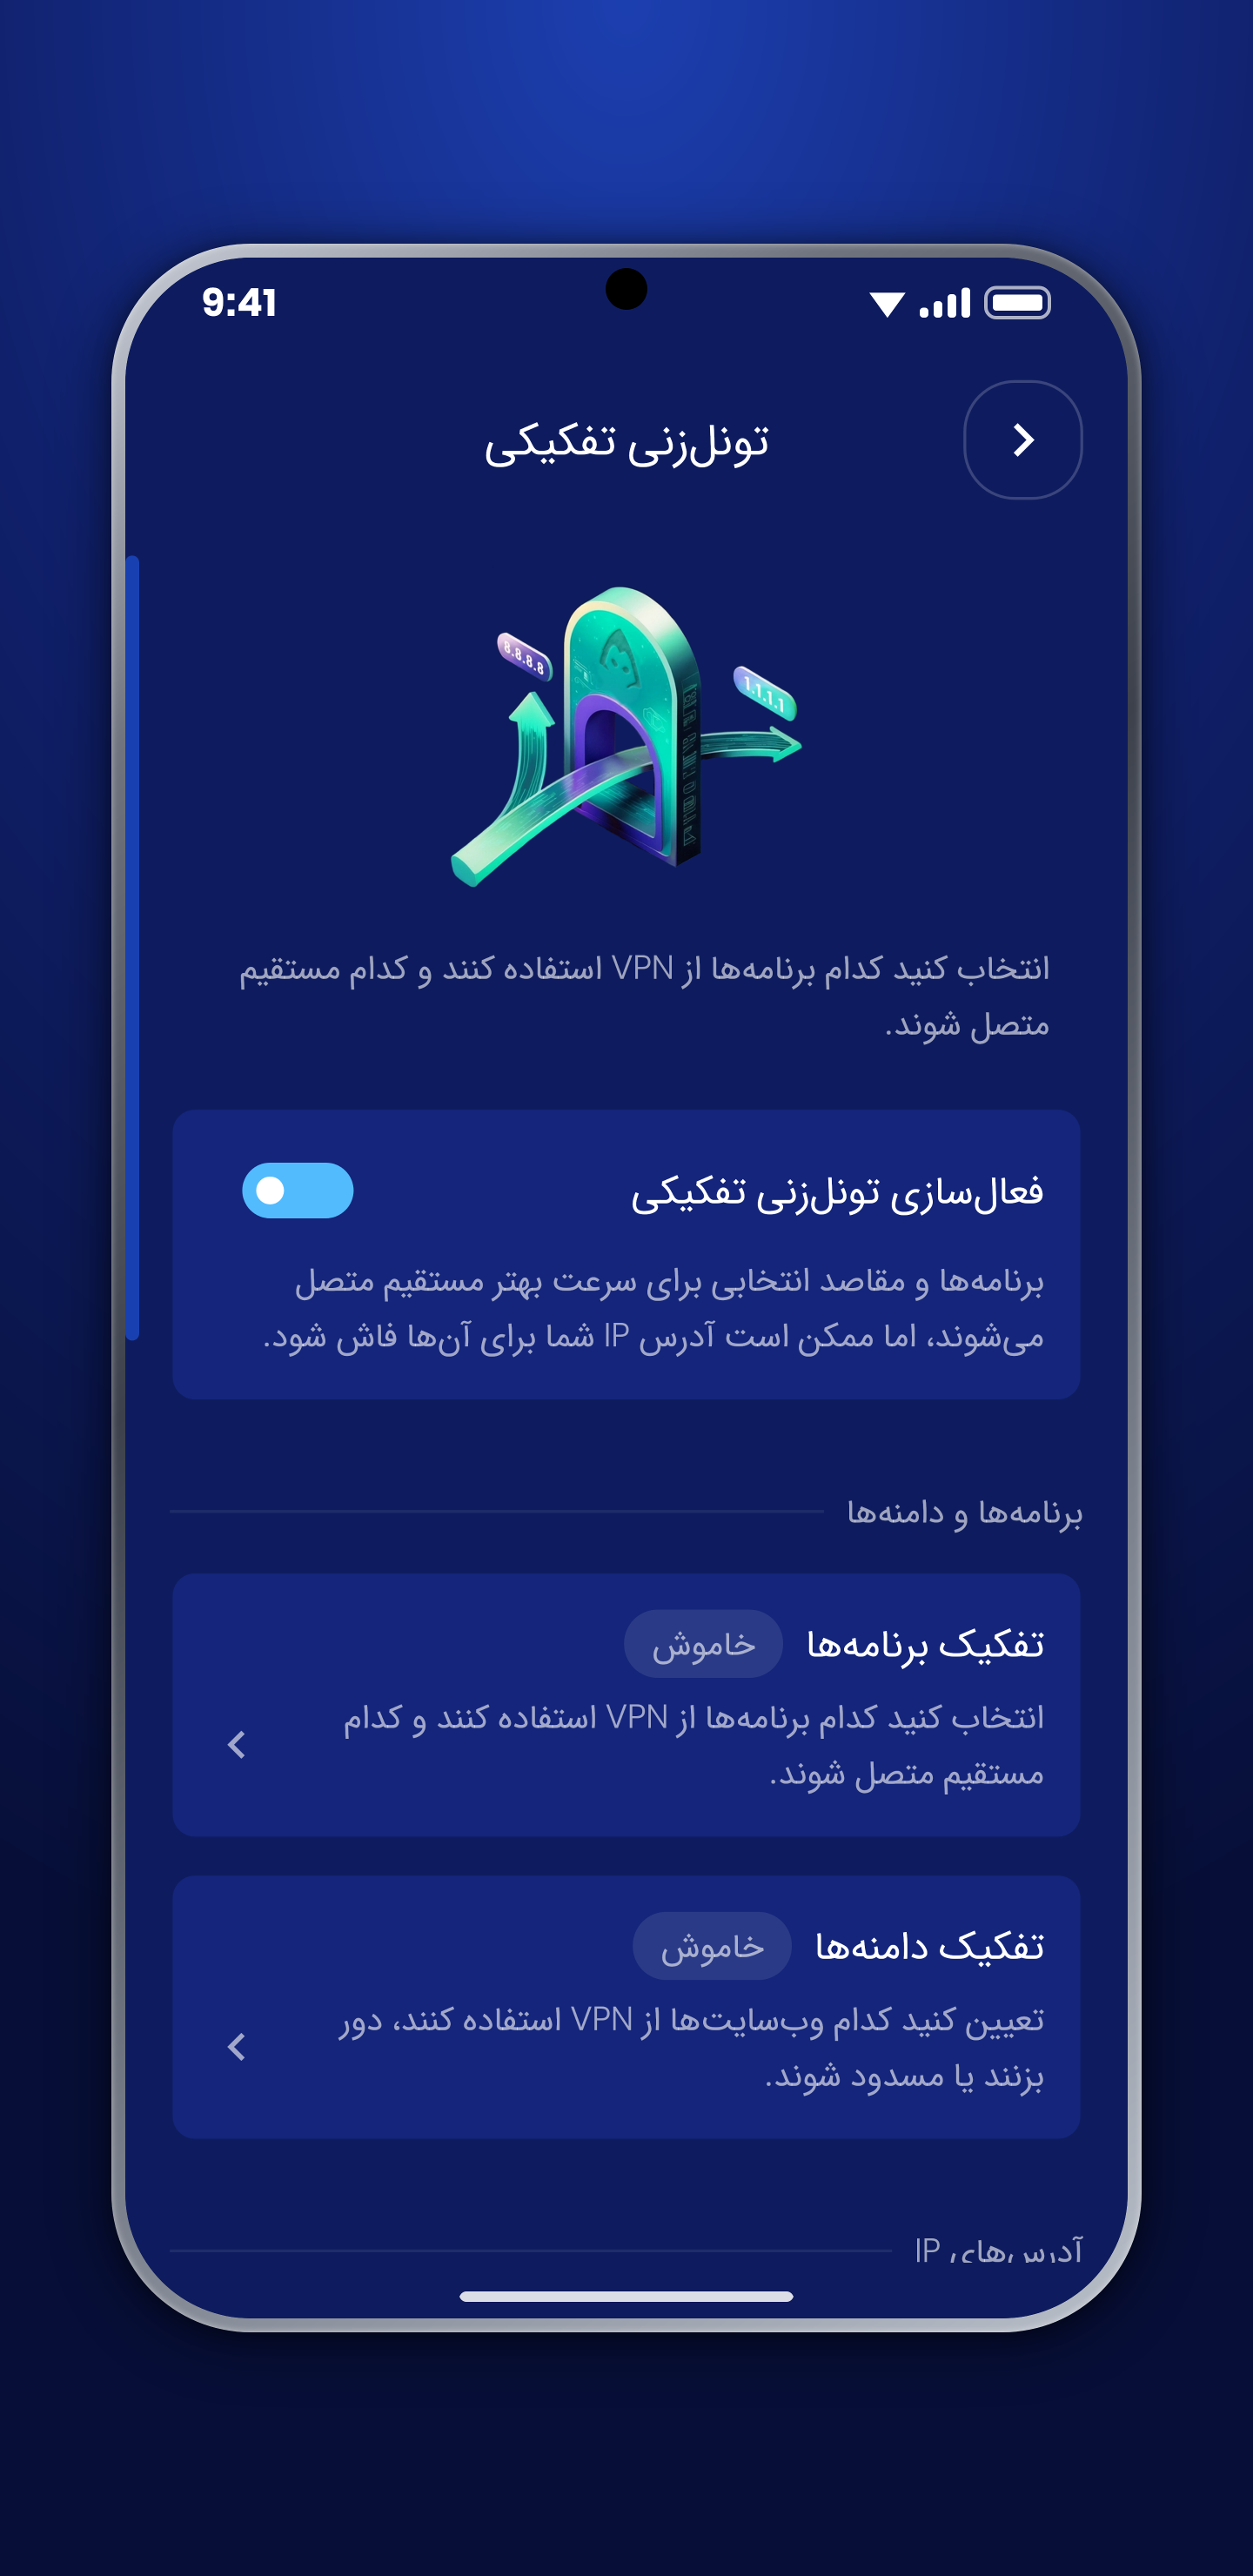 9:41
تونل‌زنی تفکیکی
8.8.8.8
1.1.1.1
انتخاب کنید کدام برنامه‌ها از VPN استفاده کنند و کدام مستقیم
متصل شوند.
فعال‌سازی تونل‌زنی تفکیکی
برنامه‌ها و مقاصد انتخابی برای سرعت بهتر مستقیم متصل
می‌شوند، اما ممکن است آدرس IP شما برای آن‌ها فاش شود.
برنامه‌ها و دامنه‌ها
تفکیک برنامه‌ها خاموش
انتخاب کنید کدام برنامه‌ها از VPN استفاده کنند و کدام
مستقیم متصل شوند.
تفکیک دامنه‌ها خاموش
تعیین کنید کدام وب‌سایت‌ها از VPN استفاده کنند، دور
بزنند یا مسدود شوند.
آدرس‌های IP